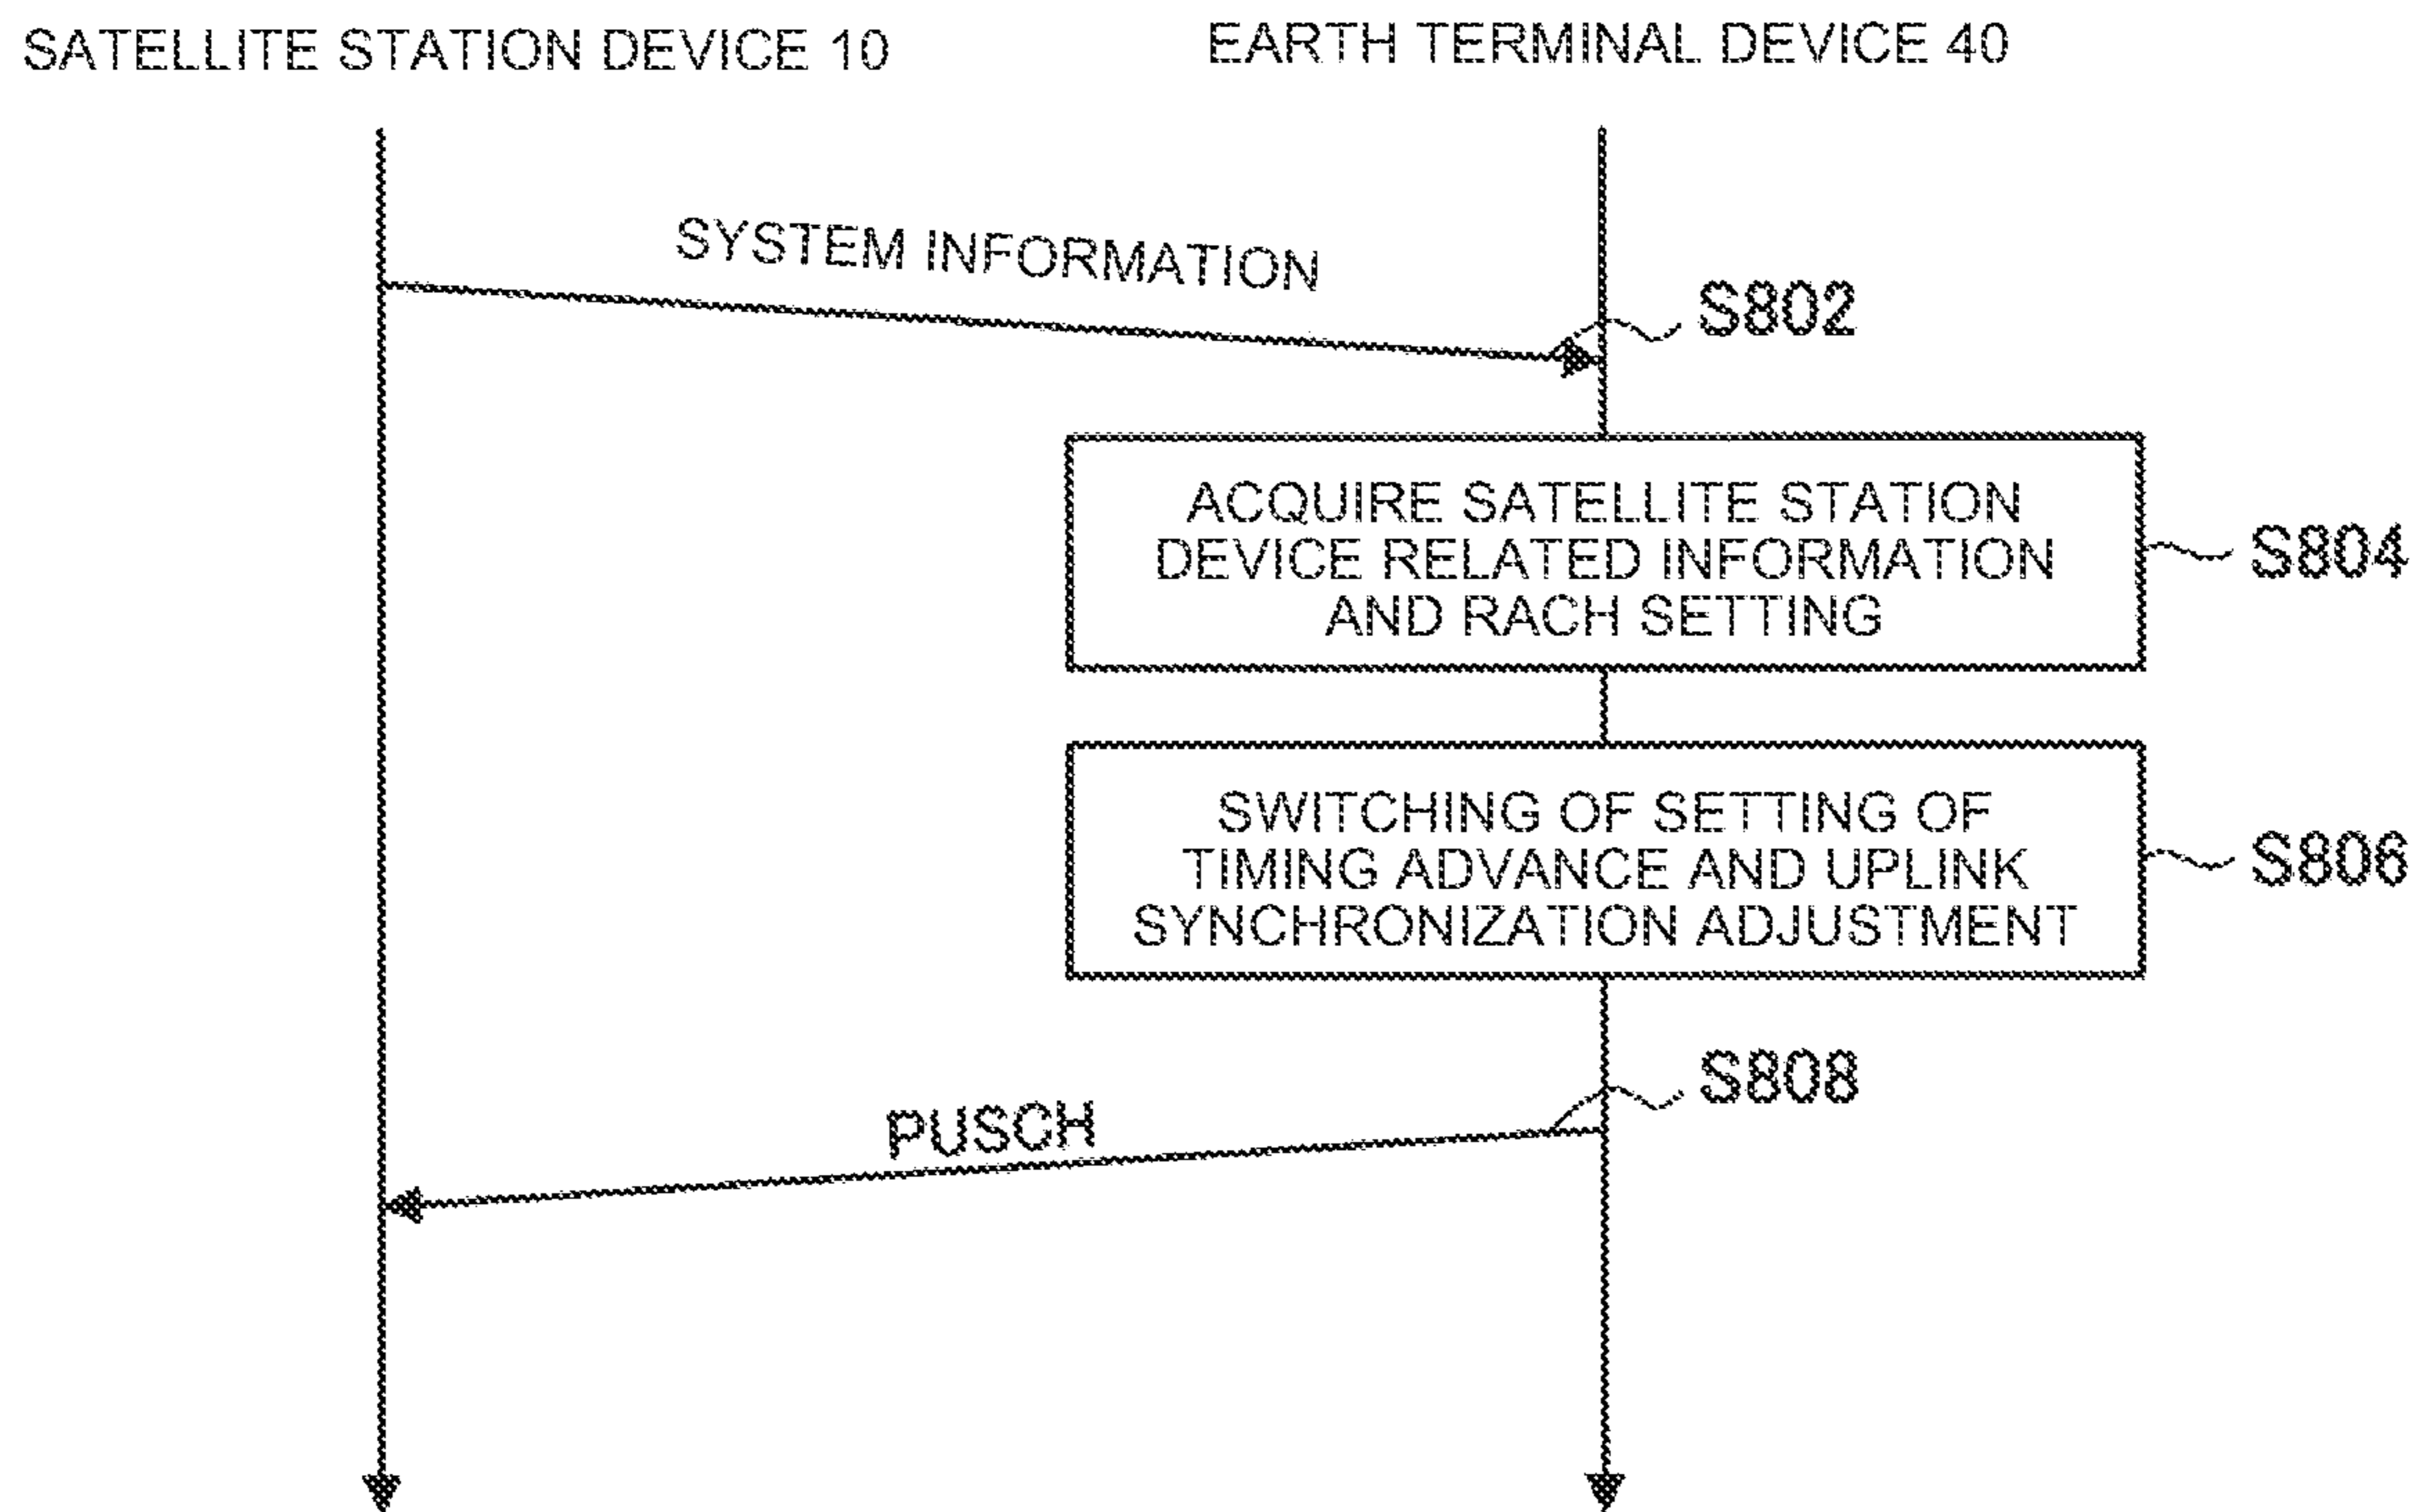 SATELLITE STATION DEVICE 10
EARTH TERMINAL DEVICE 40
SYSTEM INFORMATION
S802
ACQUIRE SATELLITE STATION
DEVICE RELATED INFORMATION
AND RACH SETTING
S804
SWITCHING OF SETTING OF
TIMING ADVANCE AND UPLINK
SYNCHRONIZATION ADJUSTMENT
S806
S808
PUSCH